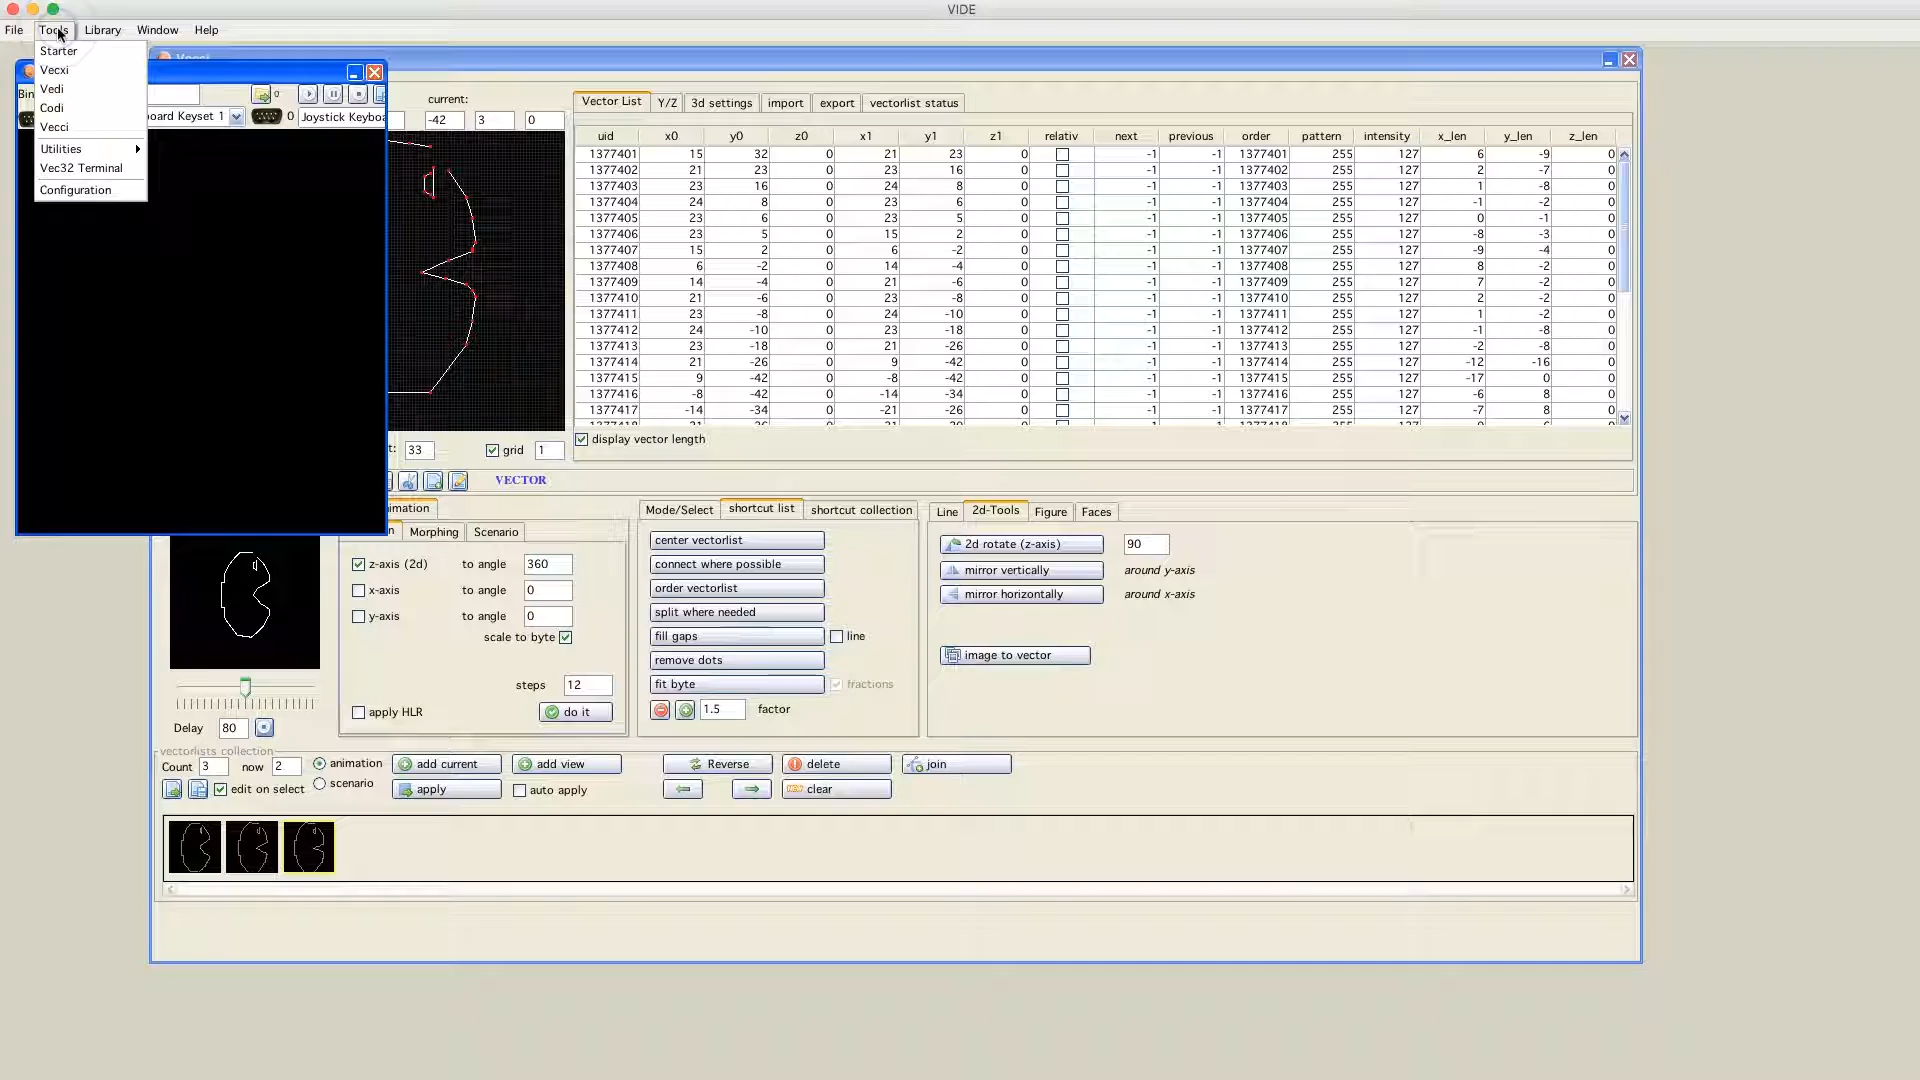 VIDE
File Tools Library Window Help
Starter
Vecxi
Vedi
Codi
Vecci
Utilities
Vec32 Terminal
Configuration
Bin
0
oard Keyset 1 0 Joystick Keyboa
current:
-42 3 0
Vector List Y/Z 3d settings import export vectorlist status
uid x0 y0 z0 x1 y1 z1 relativ next previous order pattern intensity x_len y_len z_len
1377401 15 32 0 21 23 0 -1 -1 1377401 255 127 6 -9 0
1377402 21 23 0 23 16 0 -1 -1 1377402 255 127 2 -7 0
1377403 23 16 0 24 8 0 -1 -1 1377403 255 127 1 -8 0
1377404 24 8 0 23 6 0 -1 -1 1377404 255 127 -1 -2 0
1377405 23 6 0 23 5 0 -1 -1 1377405 255 127 0 -1 0
1377406 23 5 0 15 2 0 -1 -1 1377406 255 127 -8 -3 0
1377407 15 2 0 6 -2 0 -1 -1 1377407 255 127 -9 -4 0
1377408 6 -2 0 14 -4 0 -1 -1 1377408 255 127 8 -2 0
1377409 14 -4 0 21 -6 0 -1 -1 1377409 255 127 7 -2 0
1377410 21 -6 0 23 -8 0 -1 -1 1377410 255 127 2 -2 0
1377411 23 -8 0 24 -10 0 -1 -1 1377411 255 127 1 -2 0
1377412 24 -10 0 23 -18 0 -1 -1 1377412 255 127 -1 -8 0
1377413 23 -18 0 21 -26 0 -1 -1 1377413 255 127 -2 -8 0
1377414 21 -26 0 9 -42 0 -1 -1 1377414 255 127 -12 -16 0
1377415 9 -42 0 -8 -42 0 -1 -1 1377415 255 127 -17 0 0
1377416 -8 -42 0 -14 -34 0 -1 -1 1377416 255 127 -6 8 0
1377417 -14 -34 0 -21 -26 0 -1 -1 1377417 255 127 -7 8 0
display vector length
t: 33 grid 1
VECTOR
imation
n Morphing Scenario
z-axis (2d) to angle 360
x-axis to angle 0
y-axis to angle 0
scale to byte
steps 12
apply HLR do it
Delay 80
Mode/Select shortcut list shortcut collection
center vectorlist
connect where possible
order vectorlist
split where needed
fill gaps line
remove dots
fit byte fractions
1.5 factor
Line 2d-Tools Figure Faces
2d rotate (z-axis) 90
mirror vertically around y-axis
mirror horizontally around x-axis
image to vector
vectorlists collection
Count 3 now 2 animation add current add view Reverse delete join
edit on select scenario apply auto apply clear